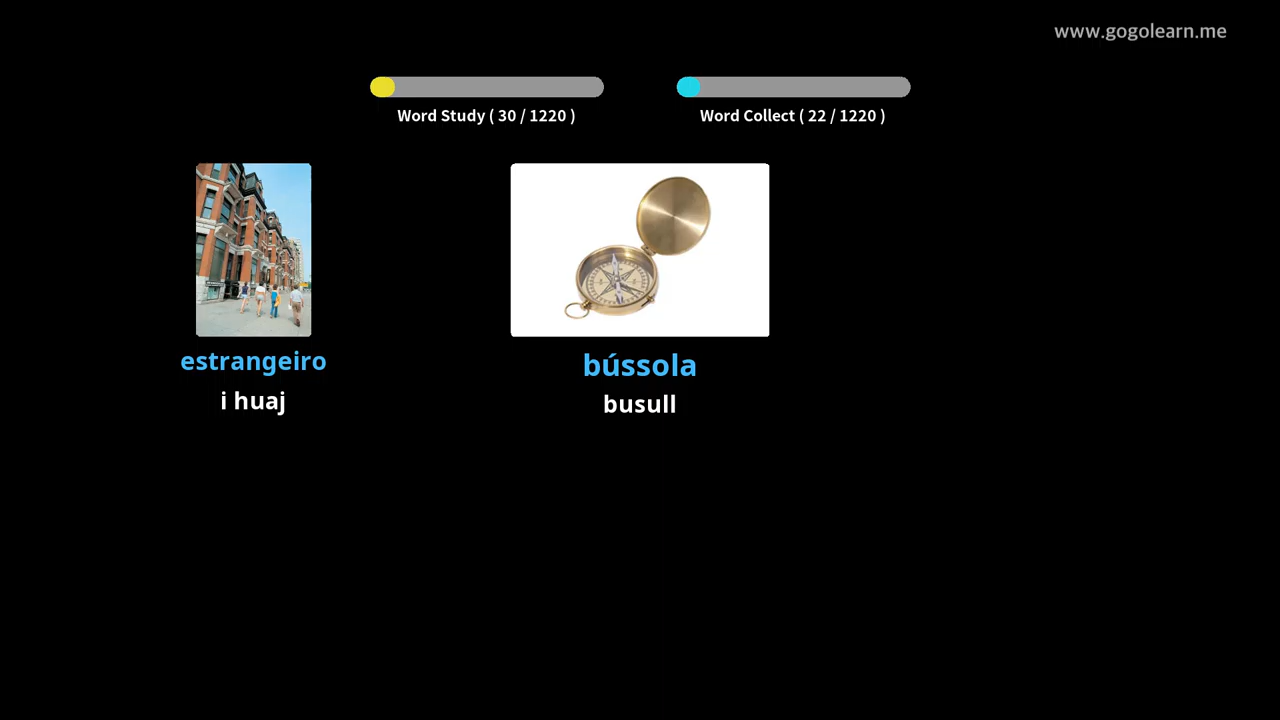 www.gogolearn.me
Word Study ( 30 / 1220 )
Word Collect ( 22 / 1220 )
estrangeiro
i huaj
bússola
busull